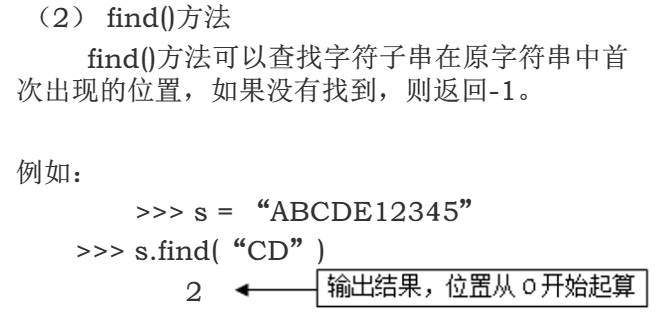 （2） find()方法
find()方法可以查找字符子串在原字符串中首
次出现的位置，如果没有找到，则返回-1。
例如：
>>> s = “ABCDE12345”
>>> s.find(“CD”)
2
输出结果，位置从0开始起算